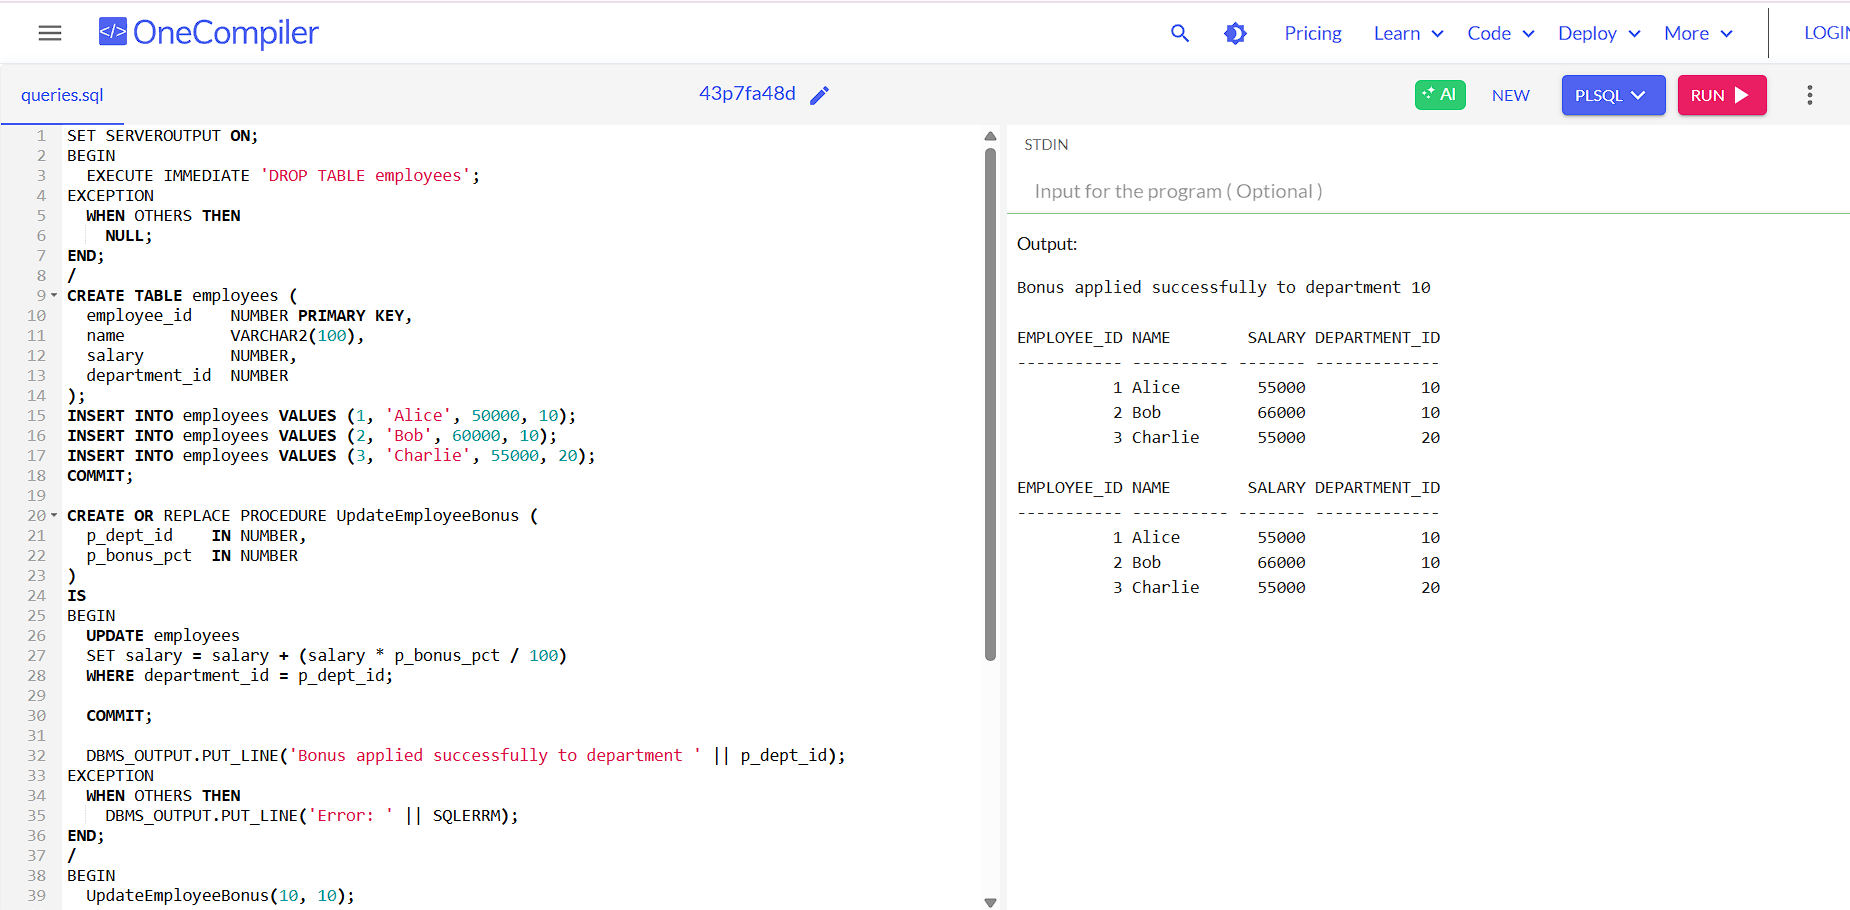 OneCompiler
Pricing Learn Code Deploy More LOGIN
queries.sql 43p7fa48d AI NEW PLSQL RUN
1 SET SERVEROUTPUT ON;
2 BEGIN
3   EXECUTE IMMEDIATE 'DROP TABLE employees';
4 EXCEPTION
5   WHEN OTHERS THEN
6     NULL;
7 END;
8 /
9 CREATE TABLE employees (
10   employee_id    NUMBER PRIMARY KEY,
11   name           VARCHAR2(100),
12   salary         NUMBER,
13   department_id  NUMBER
14 );
15 INSERT INTO employees VALUES (1, 'Alice', 50000, 10);
16 INSERT INTO employees VALUES (2, 'Bob', 60000, 10);
17 INSERT INTO employees VALUES (3, 'Charlie', 55000, 20);
18 COMMIT;
19
20 CREATE OR REPLACE PROCEDURE UpdateEmployeeBonus (
21   p_dept_id    IN NUMBER,
22   p_bonus_pct  IN NUMBER
23 )
24 IS
25 BEGIN
26   UPDATE employees
27   SET salary = salary + (salary * p_bonus_pct / 100)
28   WHERE department_id = p_dept_id;
29
30   COMMIT;
31
32   DBMS_OUTPUT.PUT_LINE('Bonus applied successfully to department ' || p_dept_id);
33 EXCEPTION
34   WHEN OTHERS THEN
35     DBMS_OUTPUT.PUT_LINE('Error: ' || SQLERRM);
36 END;
37 /
38 BEGIN
39   UpdateEmployeeBonus(10, 10);
STDIN
Input for the program ( Optional )
Output:
Bonus applied successfully to department 10
EMPLOYEE_ID NAME        SALARY DEPARTMENT_ID
----------- ---------- ------- -------------
          1 Alice        55000            10
          2 Bob          66000            10
          3 Charlie      55000            20
EMPLOYEE_ID NAME        SALARY DEPARTMENT_ID
----------- ---------- ------- -------------
          1 Alice        55000            10
          2 Bob          66000            10
          3 Charlie      55000            20